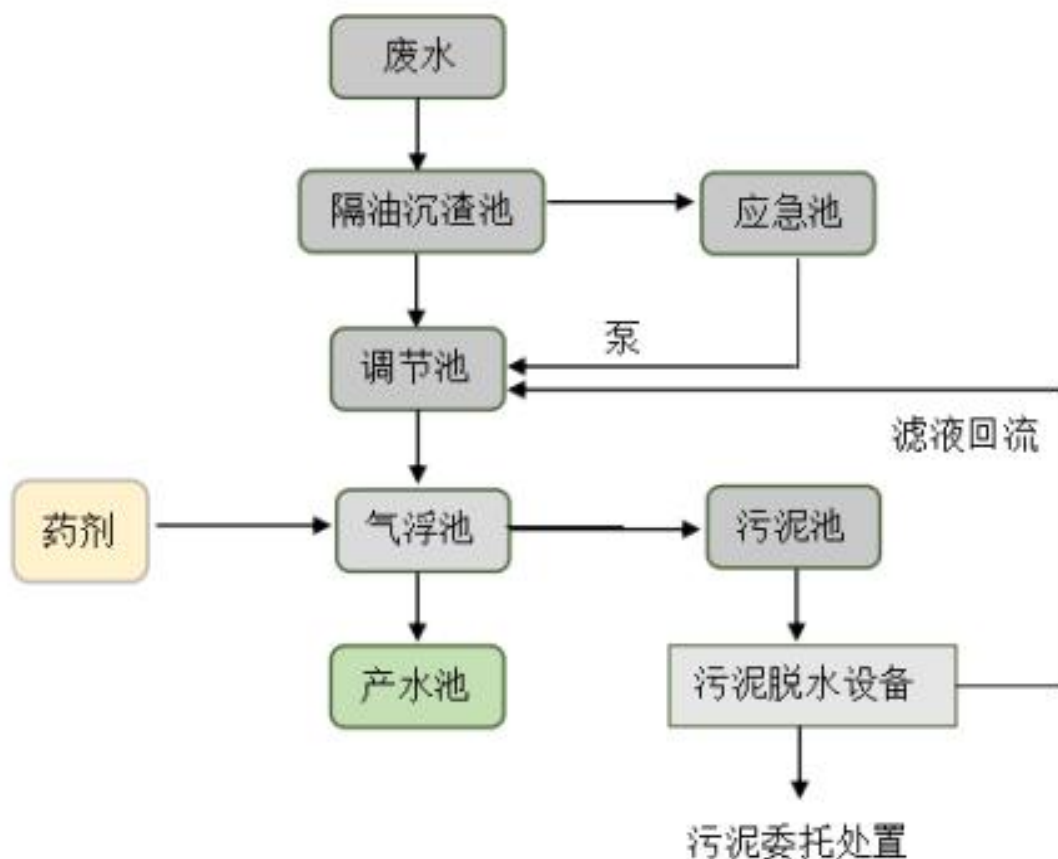 废水
隔油沉渣池
应急池
泵
调节池
滤液回流
药剂
气浮池
污泥池
产水池
污泥脱水设备
污泥委托处置